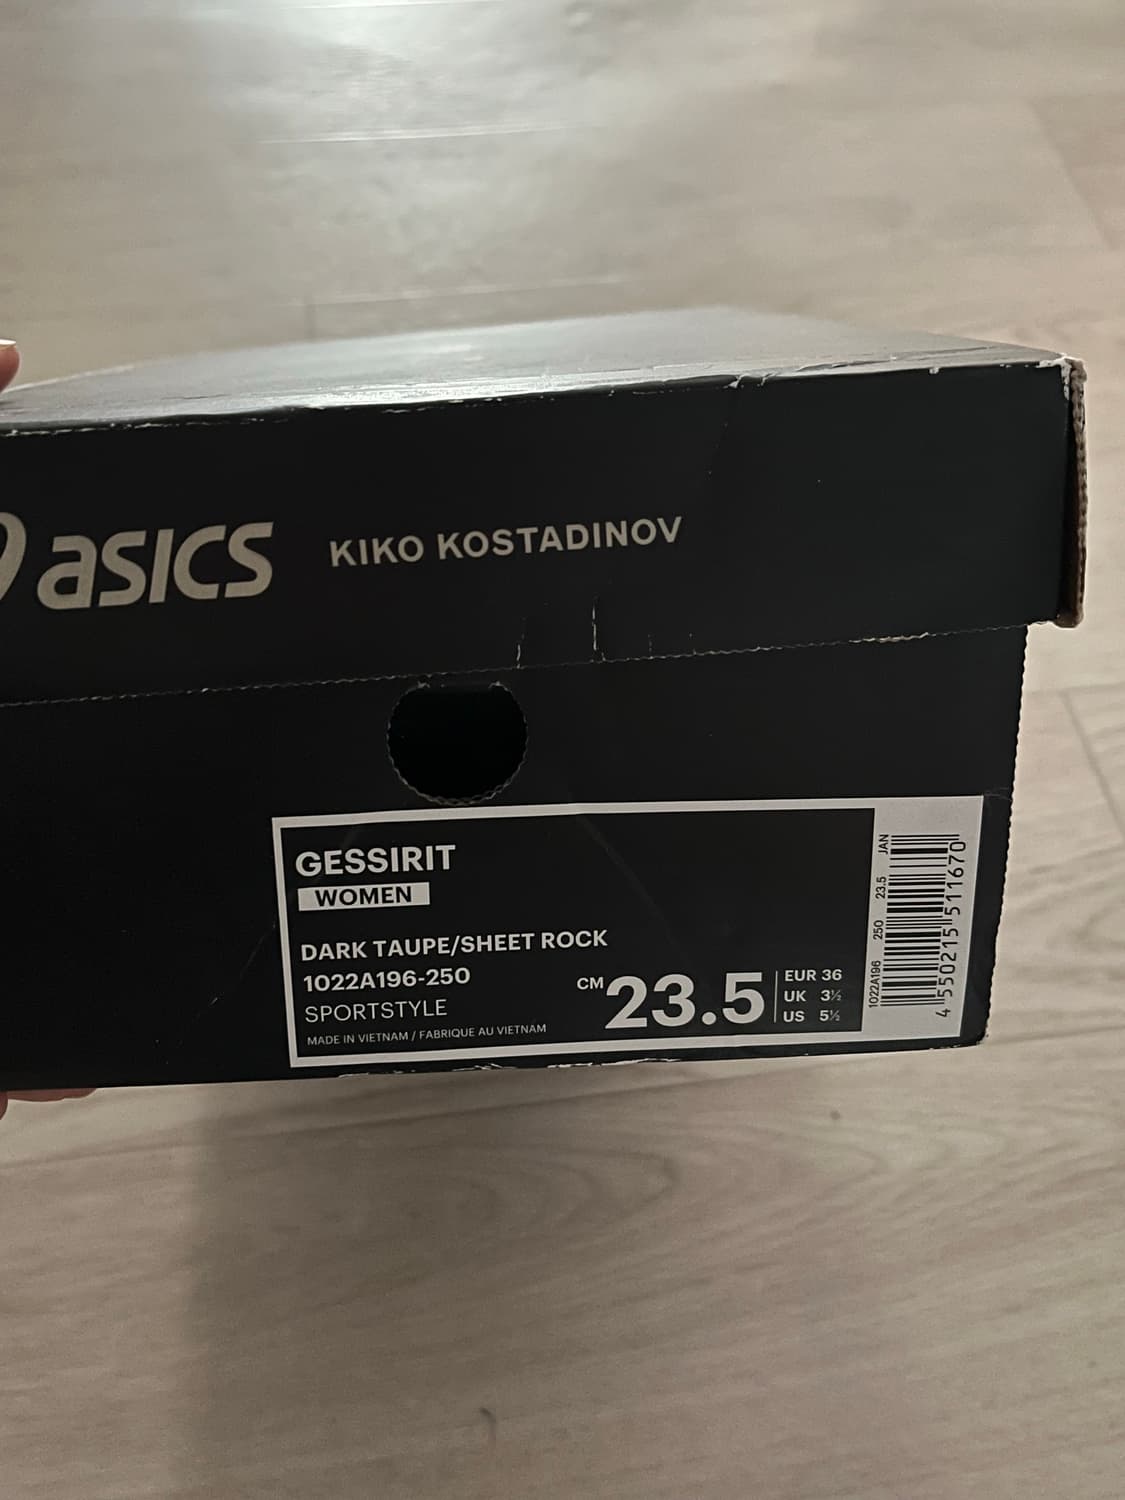 asics KIKO KOSTADINOV
GESSIRIT
WOMEN
DARK TAUPE/SHEET ROCK
1022A196-250
SPORTSTYLE
MADE IN VIETNAM / FABRIQUE AU VIETNAM
CM 23.5
EUR 36
UK 3½
US 5½
1022A196 250 23.5 JAN
4 550215 511670